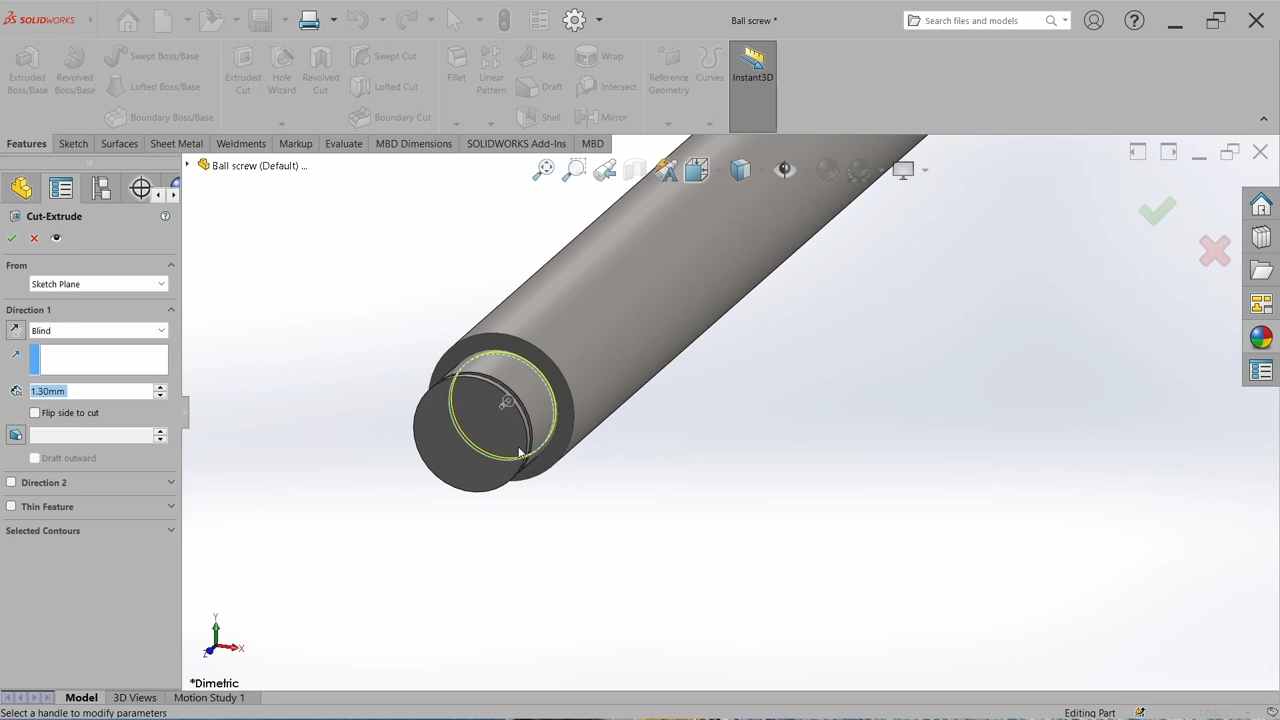 SOLIDWORKS
Ball screw *
Search files and models
Extruded Boss/Base
Revolved Boss/Base
Swept Boss/Base
Lofted Boss/Base
Boundary Boss/Base
Extruded Cut
Hole Wizard
Revolved Cut
Swept Cut
Lofted Cut
Boundary Cut
Fillet
Linear Pattern
Rib
Draft
Shell
Wrap
Intersect
Mirror
Reference Geometry
Curves
Instant3D
Features
Sketch
Surfaces
Sheet Metal
Weldments
Markup
Evaluate
MBD Dimensions
SOLIDWORKS Add-Ins
MBD
Ball screw (Default) ...
Cut-Extrude
From
Sketch Plane
Direction 1
Blind
1.30mm
Flip side to cut
Draft outward
Direction 2
Thin Feature
Selected Contours
Y
X
Z
*Dimetric
Model
3D Views
Motion Study 1
Select a handle to modify parameters
Editing Part
MMGS